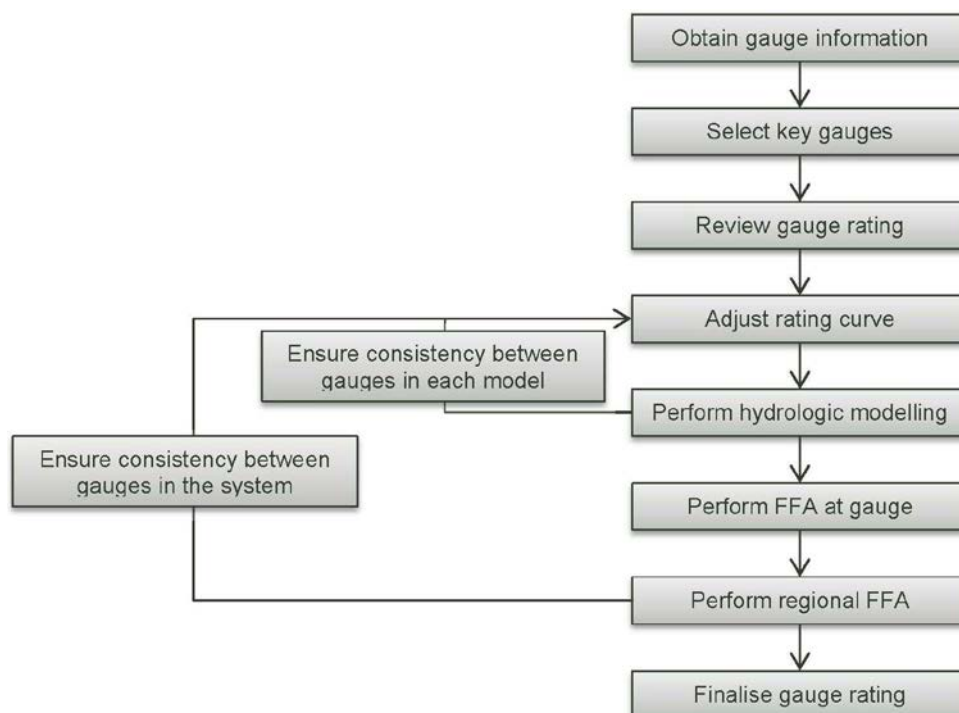 Obtain gauge information
Select key gauges
Review gauge rating
Adjust rating curve
Ensure consistency between
gauges in each model
Perform hydrologic modelling
Ensure consistency between
gauges in the system
Perform FFA at gauge
Perform regional FFA
Finalise gauge rating